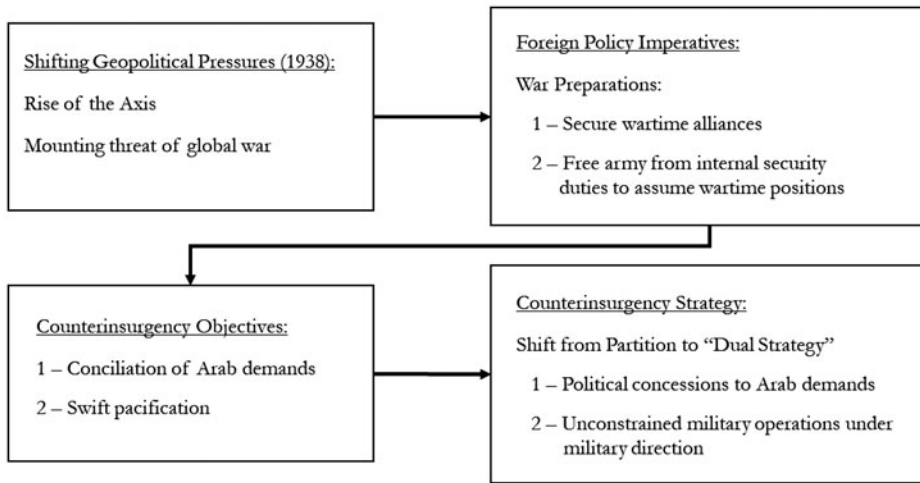 Shifting Geopolitical Pressures (1938):
Rise of the Axis
Mounting threat of global war
Foreign Policy Imperatives:
War Preparations:
1 – Secure wartime alliances
2 – Free army from internal security
duties to assume wartime positions
Counterinsurgency Objectives:
1 – Conciliation of Arab demands
2 – Swift pacification
Counterinsurgency Strategy:
Shift from Partition to “Dual Strategy”
1 – Political concessions to Arab demands
2 – Unconstrained military operations under
military direction